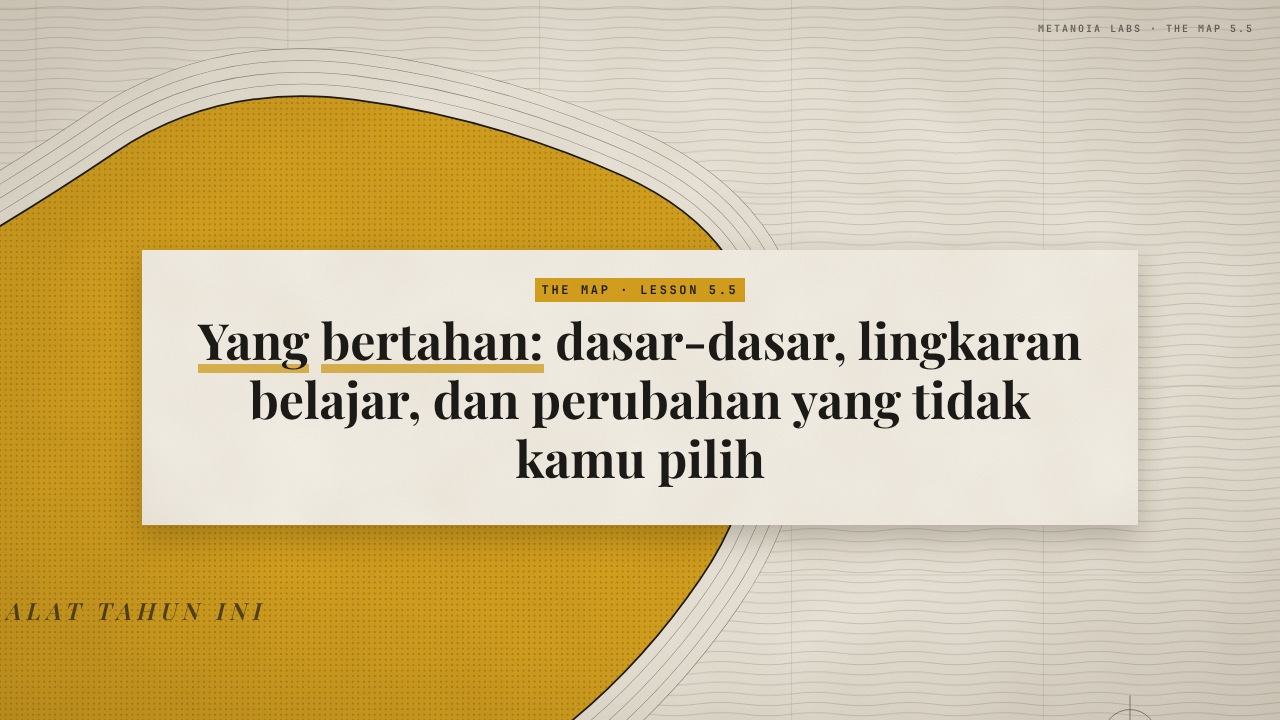 METANOIA LABS · THE MAP 5.5
THE MAP · LESSON 5.5
Yang bertahan: dasar-dasar, lingkaran
belajar, dan perubahan yang tidak
kamu pilih
ALAT TAHUN INI